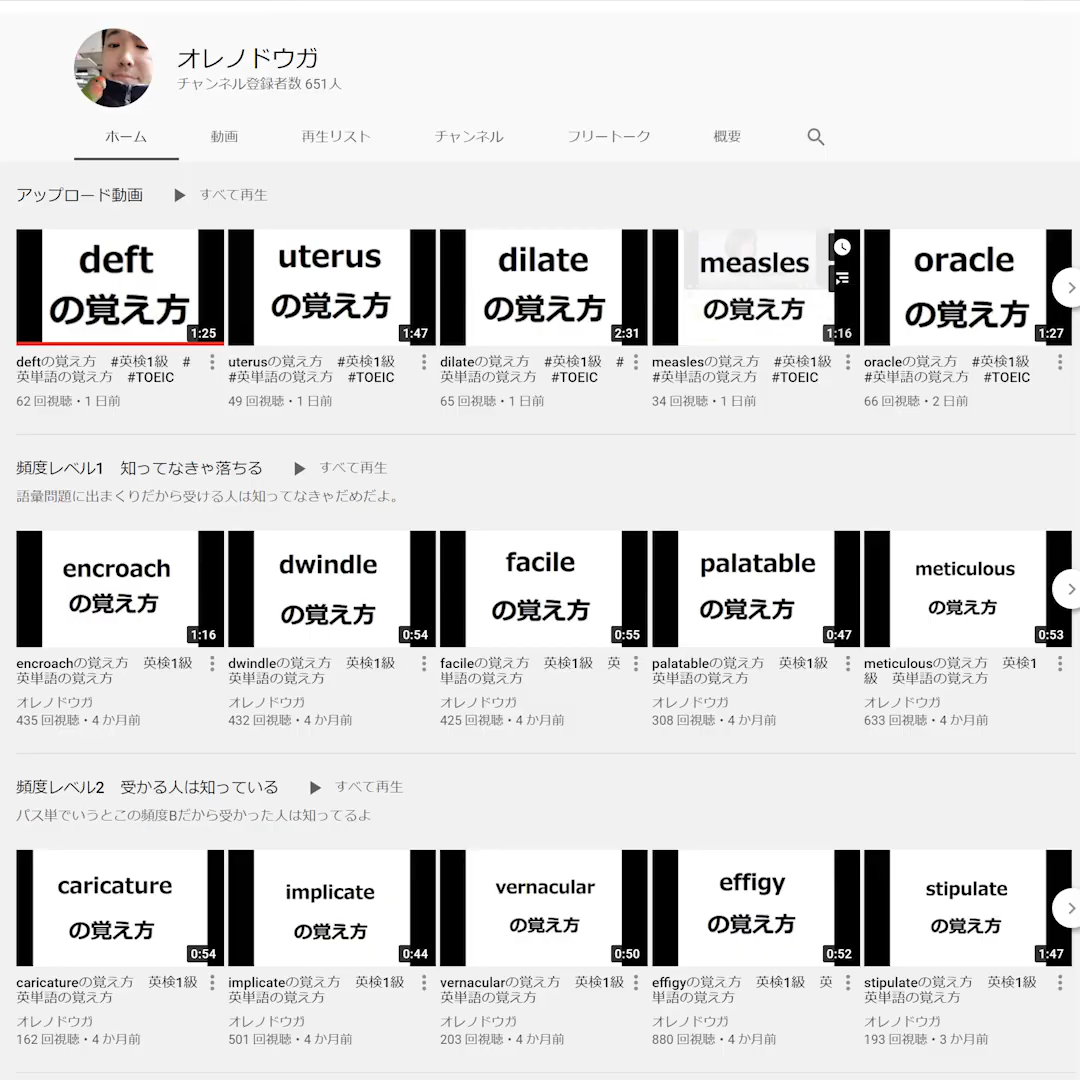 オレノドウガ
チャンネル登録者数 651人
ホーム 動画 再生リスト チャンネル フリートーク 概要
アップロード動画 すべて再生
deft
の覚え方
1:25
uterus
の覚え方
1:47
dilate
の覚え方
2:31
measles
の覚え方
1:16
oracle
の覚え方
1:27
deftの覚え方 #英検1級 #
英単語の覚え方 #TOEIC
62 回視聴・1 日前
uterusの覚え方 #英検1級
#英単語の覚え方 #TOEIC
49 回視聴・1 日前
dilateの覚え方 #英検1級 #
英単語の覚え方 #TOEIC
65 回視聴・1 日前
measlesの覚え方 #英検1級
#英単語の覚え方 #TOEIC
34 回視聴・1 日前
oracleの覚え方 #英検1級
#英単語の覚え方 #TOEIC
66 回視聴・2 日前
頻度レベル1 知ってなきゃ落ちる すべて再生
語彙問題に出まくりだから受ける人は知ってなきゃだめだよ。
encroach
の覚え方
1:16
dwindle
の覚え方
0:54
facile
の覚え方
0:55
palatable
の覚え方
0:47
meticulous
の覚え方
0:53
encroachの覚え方 英検1級
英単語の覚え方
オレノドウガ
435 回視聴・4 か月前
dwindleの覚え方 英検1級
英単語の覚え方
オレノドウガ
432 回視聴・4 か月前
facileの覚え方 英検1級 英
単語の覚え方
オレノドウガ
425 回視聴・4 か月前
palatableの覚え方 英検1級
英単語の覚え方
オレノドウガ
308 回視聴・4 か月前
meticulousの覚え方 英検1
級 英単語の覚え方
オレノドウガ
633 回視聴・4 か月前
頻度レベル2 受かる人は知っている すべて再生
パス単でいうとこの頻度Bだから受かった人は知ってるよ
caricature
の覚え方
0:54
implicate
の覚え方
0:44
vernacular
の覚え方
0:50
effigy
の覚え方
0:52
stipulate
の覚え方
1:47
caricatureの覚え方 英検1級
英単語の覚え方
オレノドウガ
162 回視聴・4 か月前
implicateの覚え方 英検1級
英単語の覚え方
オレノドウガ
501 回視聴・4 か月前
vernacularの覚え方 英検1級
英単語の覚え方
オレノドウガ
203 回視聴・4 か月前
effigyの覚え方 英検1級 英
単語の覚え方
オレノドウガ
880 回視聴・4 か月前
stipulateの覚え方 英検1級
英単語の覚え方
オレノドウガ
193 回視聴・3 か月前